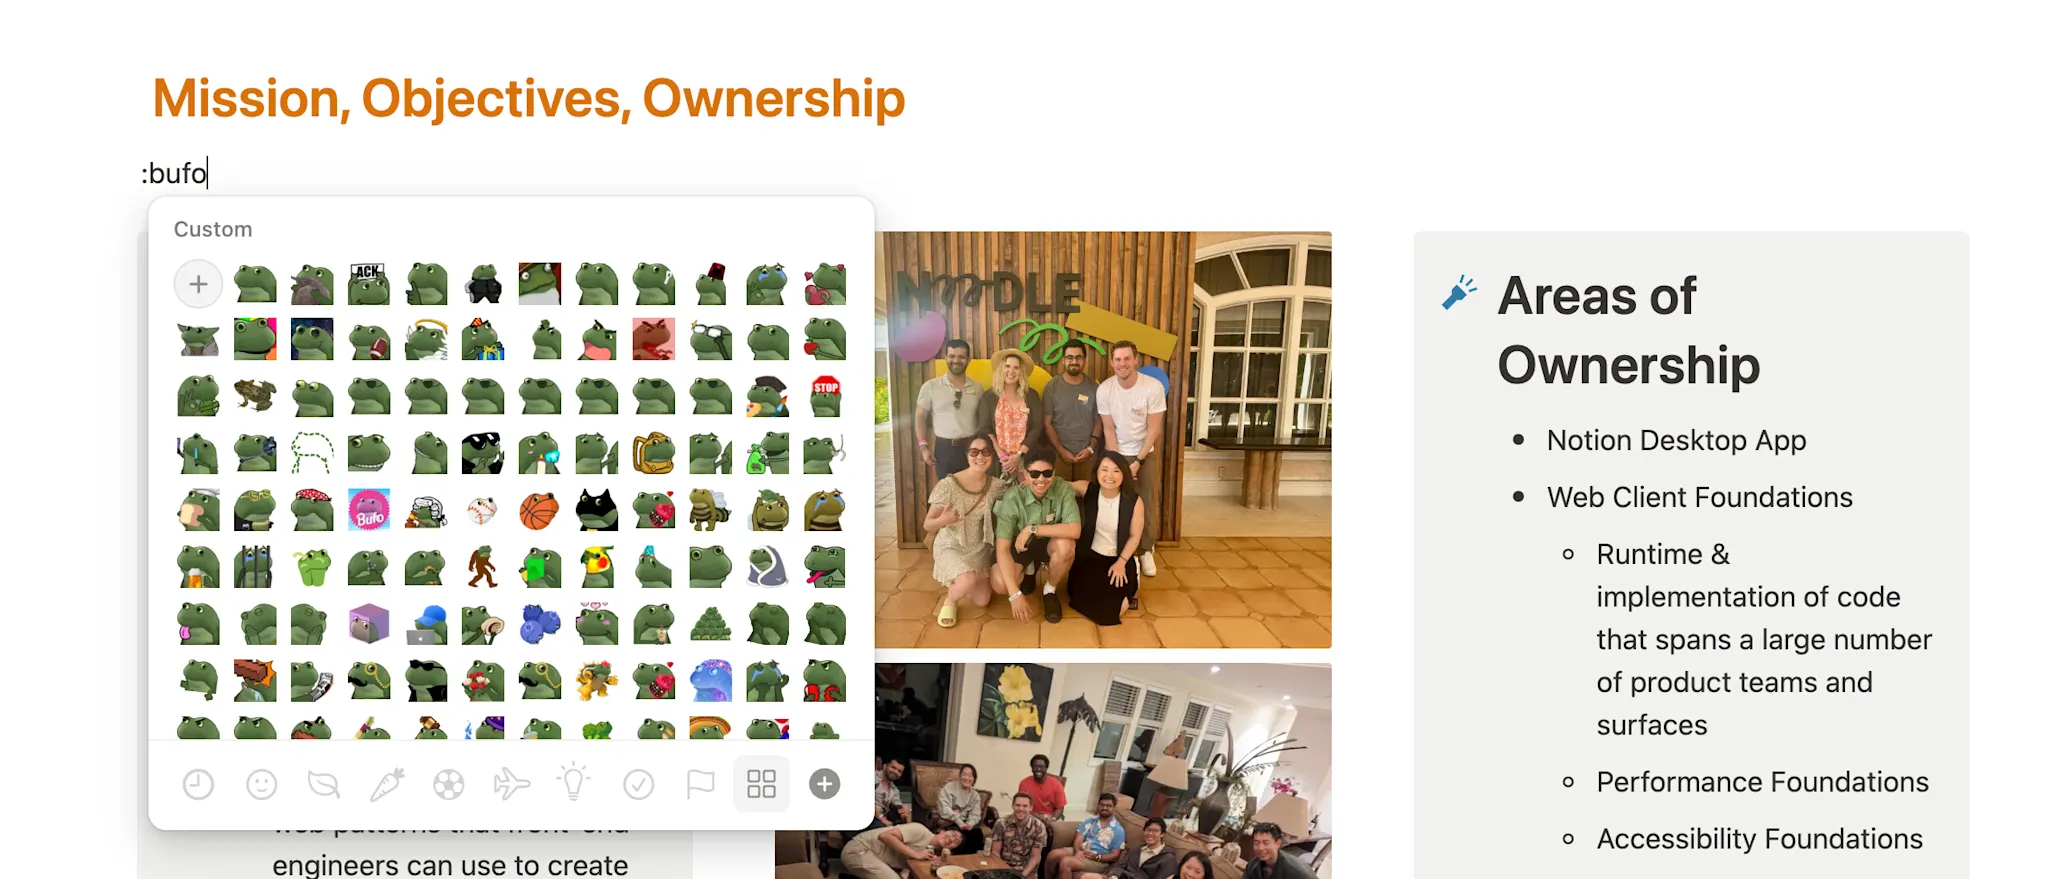 Mission, Objectives, Ownership
:bufo
Custom
ACK
STOP
Bufo
NOODLE
engineers can use to create
Areas of
Ownership
• Notion Desktop App
• Web Client Foundations
◦ Runtime &
implementation of code
that spans a large number
of product teams and
surfaces
◦ Performance Foundations
◦ Accessibility Foundations